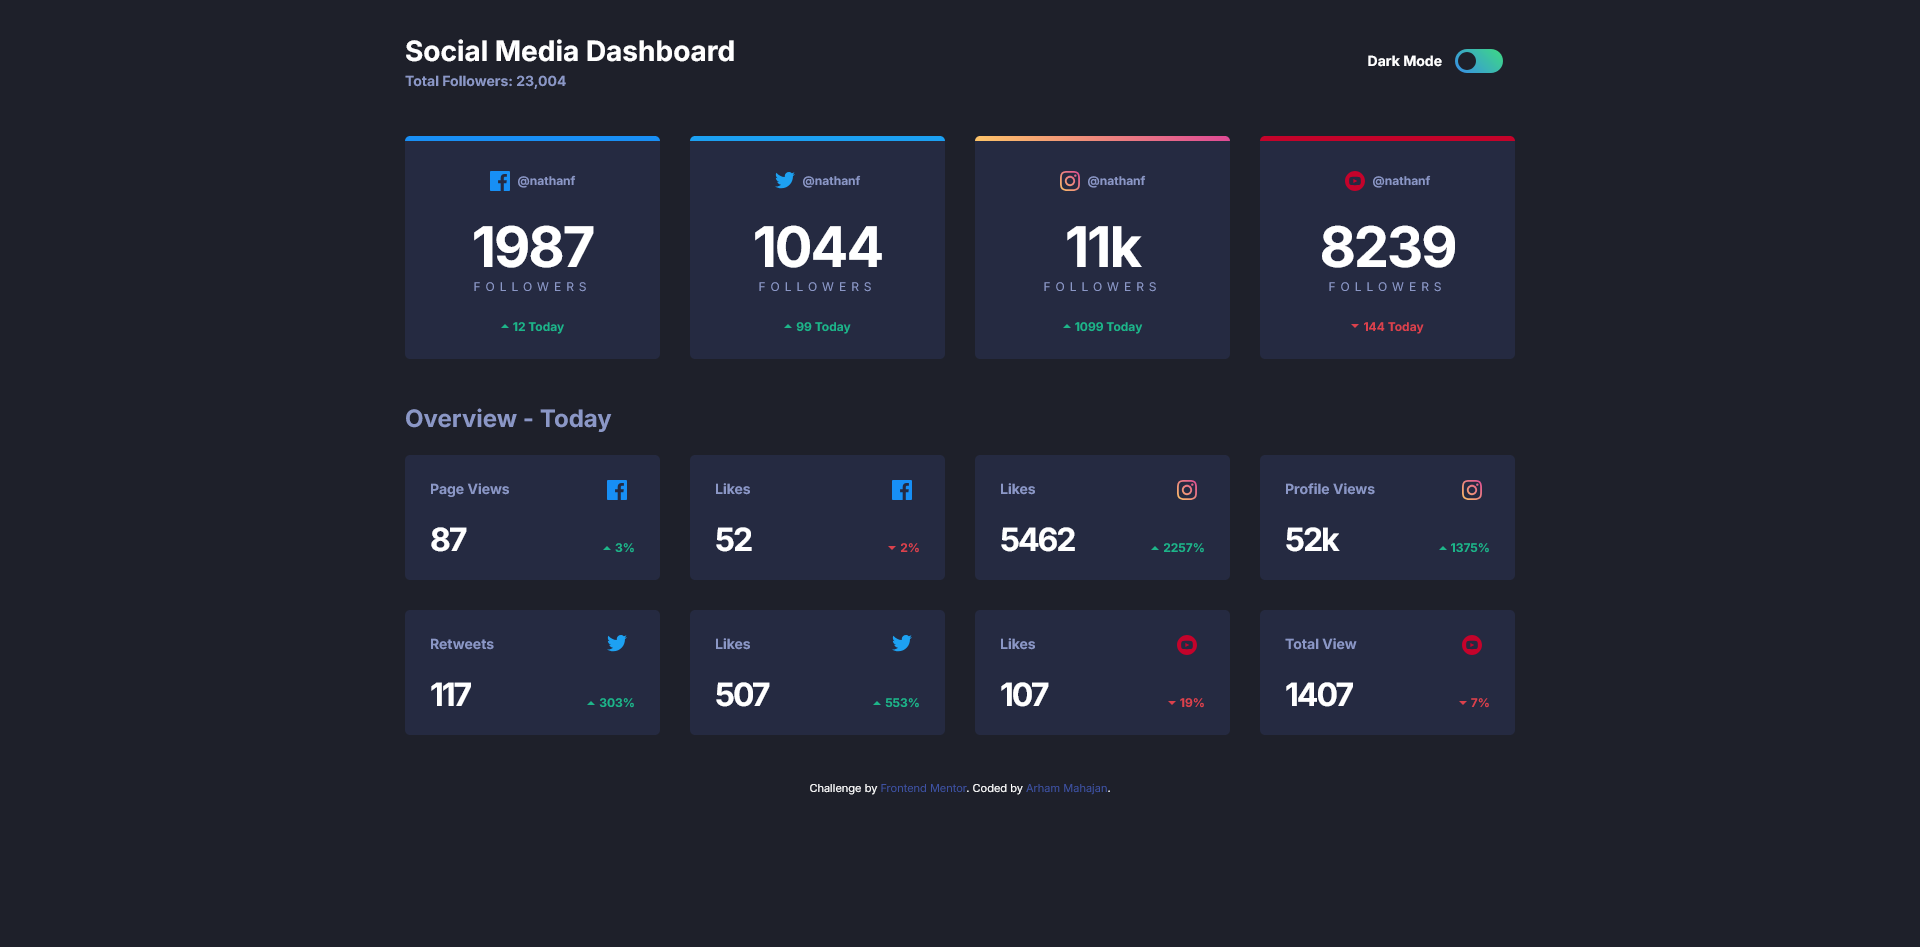 Social Media Dashboard
Total Followers: 23,004
Dark Mode
@nathanf
1987
FOLLOWERS
12 Today
@nathanf
1044
FOLLOWERS
99 Today
@nathanf
11k
FOLLOWERS
1099 Today
@nathanf
8239
FOLLOWERS
144 Today
Overview - Today
Page Views
87
3%
Likes
52
2%
Likes
5462
2257%
Profile Views
52k
1375%
Retweets
117
303%
Likes
507
553%
Likes
107
19%
Total View
1407
7%
Challenge by Frontend Mentor. Coded by Arham Mahajan.